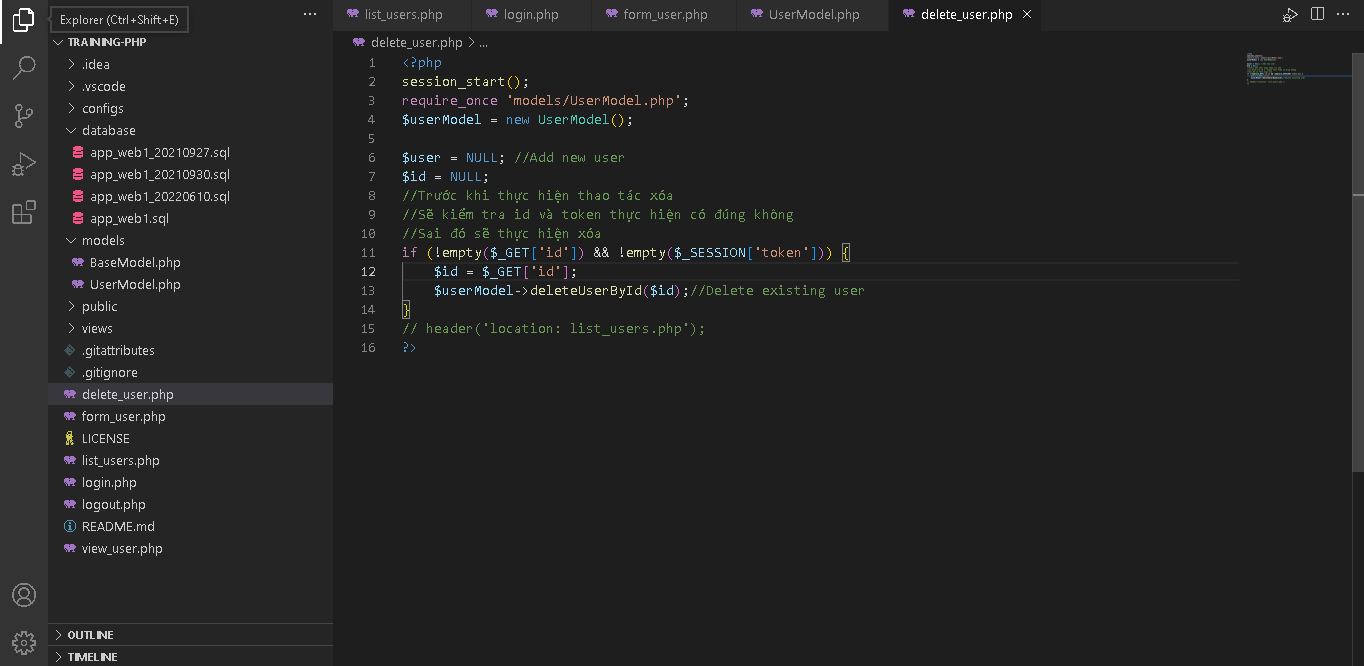 Explorer (Ctrl+Shift+E)
TRAINING-PHP
.idea
.vscode
configs
database
app_web1_20210927.sql
app_web1_20210930.sql
app_web1_20220610.sql
app_web1.sql
models
BaseModel.php
UserModel.php
public
views
.gitattributes
.gitignore
delete_user.php
form_user.php
LICENSE
list_users.php
login.php
logout.php
README.md
view_user.php
OUTLINE
TIMELINE
list_users.php login.php form_user.php UserModel.php delete_user.php
delete_user.php > ...
1 <?php
2 session_start();
3 require_once 'models/UserModel.php';
4 $userModel = new UserModel();
5
6 $user = NULL; //Add new user
7 $id = NULL;
8 //Trước khi thực hiện thao tác xóa
9 //Sẽ kiểm tra id và token thực hiện có đúng không
10 //Sai đó sẽ thực hiện xóa
11 if (!empty($_GET['id']) && !empty($_SESSION['token'])) {
12 $id = $_GET['id'];
13 $userModel->deleteUserById($id);//Delete existing user
14 }
15 // header('location: list_users.php');
16 ?>